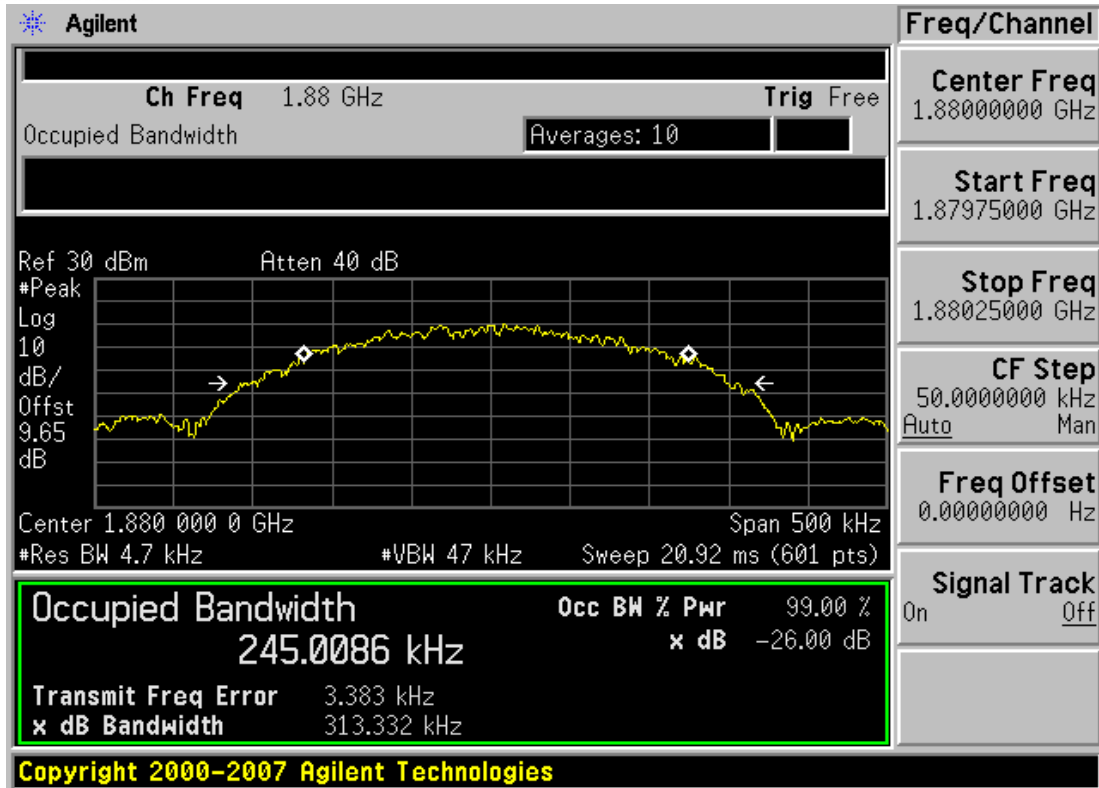 Agilent
Freq/Channel
Ch Freq 1.88 GHz Trig Free
Occupied Bandwidth Averages: 10
Center Freq
1.88000000 GHz
Start Freq
1.87975000 GHz
Stop Freq
1.88025000 GHz
CF Step
50.0000000 kHz
Auto Man
Freq Offset
0.00000000 Hz
Signal Track
On Off
Ref 30 dBm Atten 40 dB
#Peak
Log
10
dB/
Offst
9.65
dB
Center 1.880 000 0 GHz Span 500 kHz
#Res BW 4.7 kHz #VBW 47 kHz Sweep 20.92 ms (601 pts)
Occupied Bandwidth
245.0086 kHz
Occ BW % Pwr 99.00 %
x dB -26.00 dB
Transmit Freq Error 3.383 kHz
x dB Bandwidth 313.332 kHz
Copyright 2000-2007 Agilent Technologies